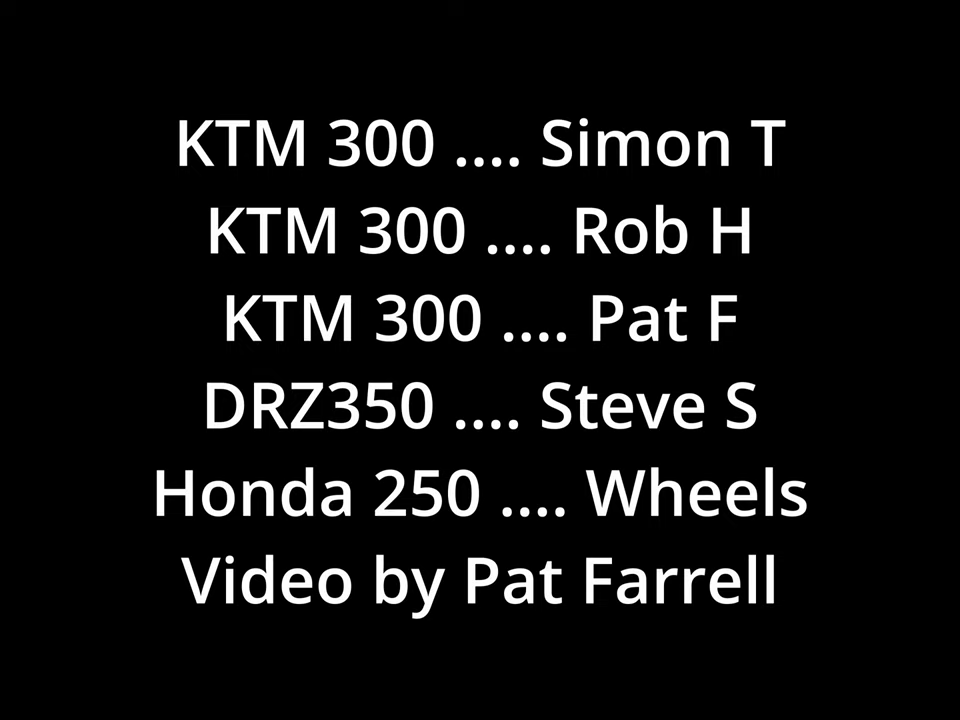 KTM 300 .... Simon T
KTM 300 .... Rob H
KTM 300 .... Pat F
DRZ350 .... Steve S
Honda 250 .... Wheels
Video by Pat Farrell